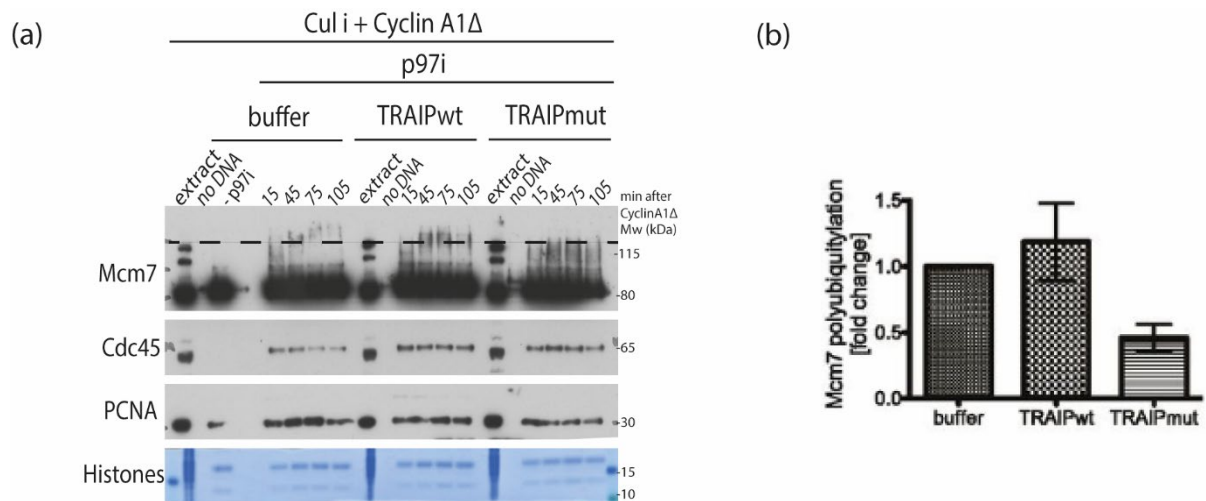 (a)
Cul i + Cyclin A1Δ
p97i
buffer TRAIPwt TRAIPmut
extract no DNA - p97i 15 45 75 105 extract no DNA 15 45 75 105 extract no DNA 15 45 75 105 min after
CyclinA1Δ
Mw (kDa)
-115
Mcm7
-80
Cdc45 -65
PCNA -30
Histones -15
-10
(b)
Mcm7 polyubiquitylation
[fold change]
1.5
1.0
0.5
0.0
buffer TRAIPwt TRAIPmut